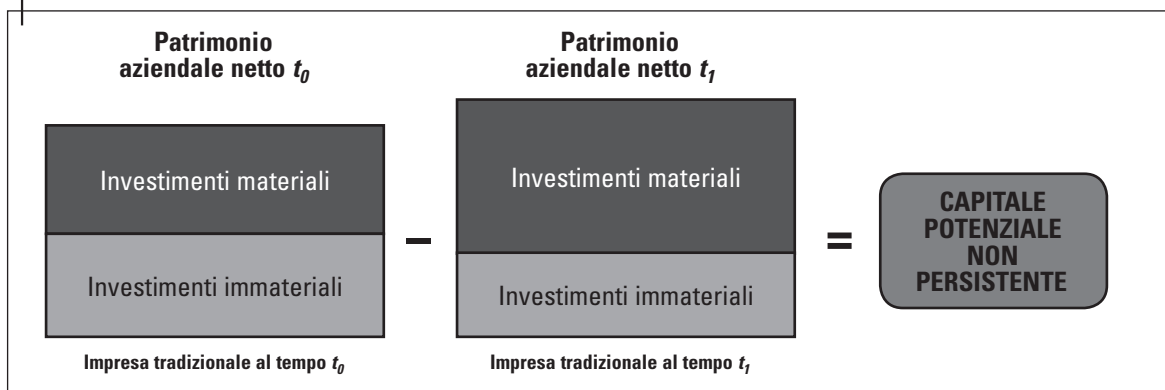 Patrimonio
aziendale netto t0
Patrimonio
aziendale netto t1
Investimenti materiali
Investimenti immateriali
–
Investimenti materiali
Investimenti immateriali
=
CAPITALE
POTENZIALE
NON
PERSISTENTE
Impresa tradizionale al tempo t0
Impresa tradizionale al tempo t1